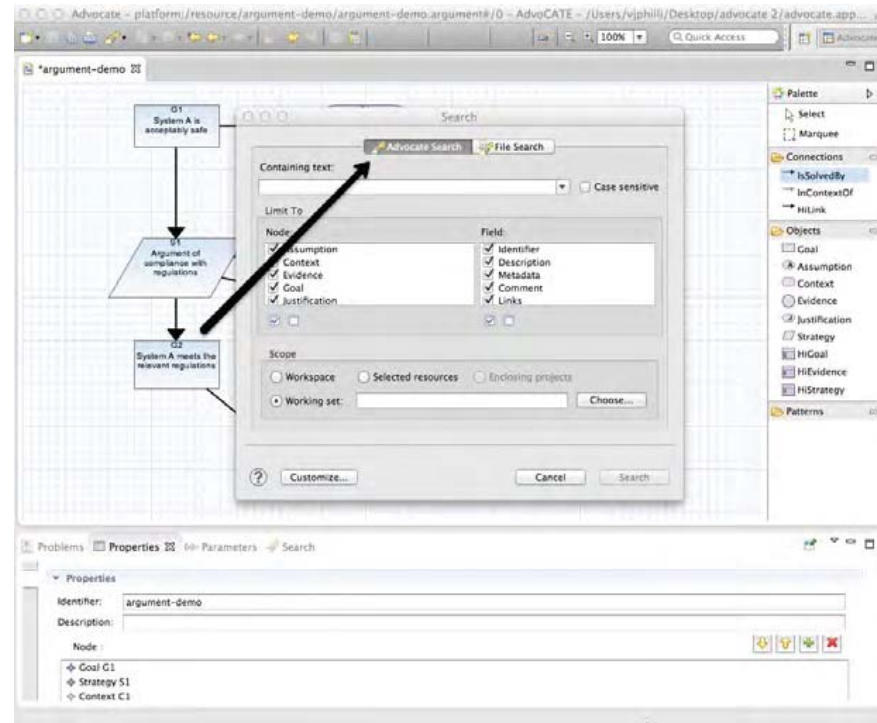 Advocate - platform:/resource/argument-demo/argument-demo.argument#/0 - AdvoCATE - /Users/vjphilli/Desktop/advocate 2/advocate.app...
100%
Quick Access
Advocate
*argument-demo
G1
System A is
acceptably safe
S1
Argument of
compliance with
regulations
G2
System A meets the
relevant regulations
Search
Advocate Search
File Search
Containing text:
Case sensitive
Limit To
Node:
Field:
Assumption
Identifier
Context
Description
Evidence
Metadata
Goal
Comment
Justification
Links
Scope
Workspace
Selected resources
Enclosing projects
Working set:
Choose...
?
Customize...
Cancel
Search
Palette
Select
Marquee
Connections
IsSolvedBy
InContextOf
HiLink
Objects
Goal
Assumption
Context
Evidence
Justification
Strategy
HiGoal
HiEvidence
HiStrategy
Patterns
Problems
Properties
Parameters
Search
Properties
Identifier:
argument-demo
Description:
Node :
Goal G1
Strategy S1
Context C1